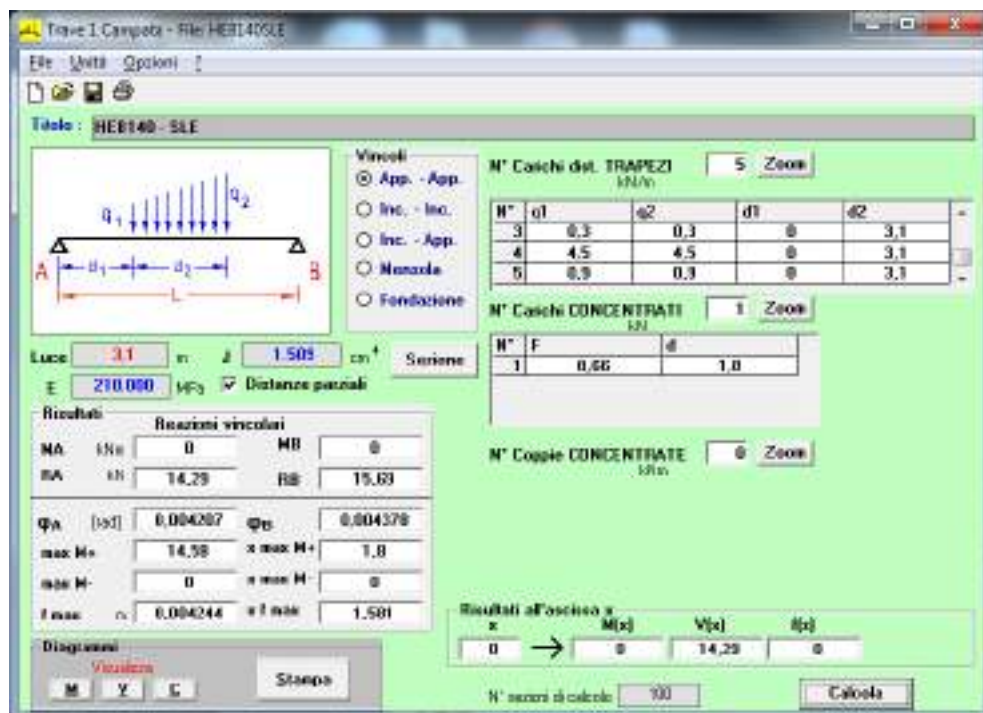 Trave 1 Campata - File: HEB140SLE
File Unità Opzioni ?
Titolo : HEB140 - SLE
q1 q2
A d1 d2 B
L
Vincoli
App. - App.
Inc. - Inc.
Inc. - App.
Mensola
Fondazione
N° Carichi dist. TRAPEZI 5 Zoom
kN/m
N° q1 q2 d1 d2
3 0,3 0,3 0 3,1
4 4,5 4,5 0 3,1
5 0,9 0,9 0 3,1
N° Carichi CONCENTRATI 1 Zoom
kN
N° F d
1 0,66 1,8
Luce 3,1 m J 1.509 cm4 Sezione
E 210.000 MPa Distanze parziali
Risultati
Reazioni vincolari
MA kNm 0 MB 0
RA kN 14,29 RB 15,69
φA [rad] 0,004207 φB 0,004378
max M+ 14,58 x max M+ 1,8
max M- 0 x max M- 0
f max 0,004244 x f max 1,581
N° Coppie CONCENTRATE 0 Zoom
kNm
Risultati all'ascissa x
x M(x) V(x) f(x)
0 → 0 14,29 0
Diagrammi
Visualizza
M V
Stampa
N° sezioni di calcolo 100 Calcola